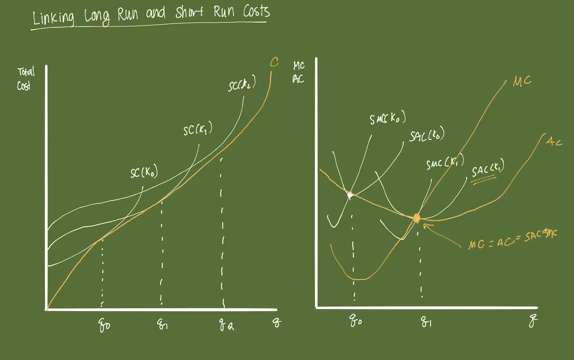 Linking Long Run and Short Run Costs
Total
Cost
C
SC(K₂)
SC(K₁)
SC(K₀)
q₀
q₁
q₂
q
MC
AC
MC
SMC(K₀)
SAC(K₀)
SMC(K₁)
SAC(K₁)
AC
MC = AC = SAC = SMC
q₀
q₁
q